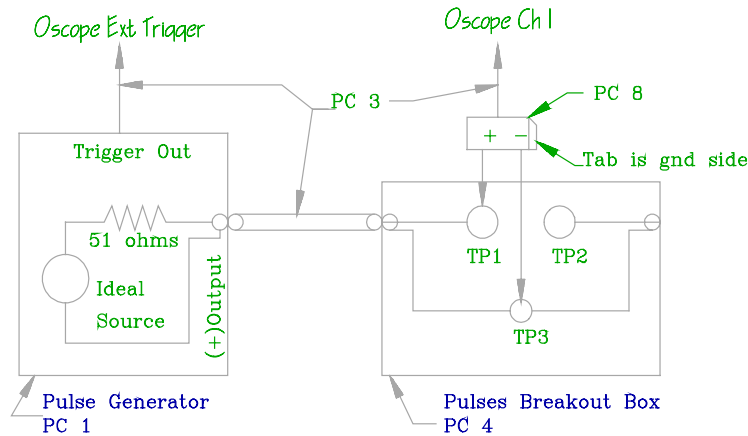 Oscope Ext Trigger
Oscope Ch 1
PC 3
PC 8
+ -
Tab is gnd side
Trigger Out
51 ohms
Ideal
Source
(+)Output
TP1
TP2
TP3
Pulse Generator
PC 1
Pulses Breakout Box
PC 4